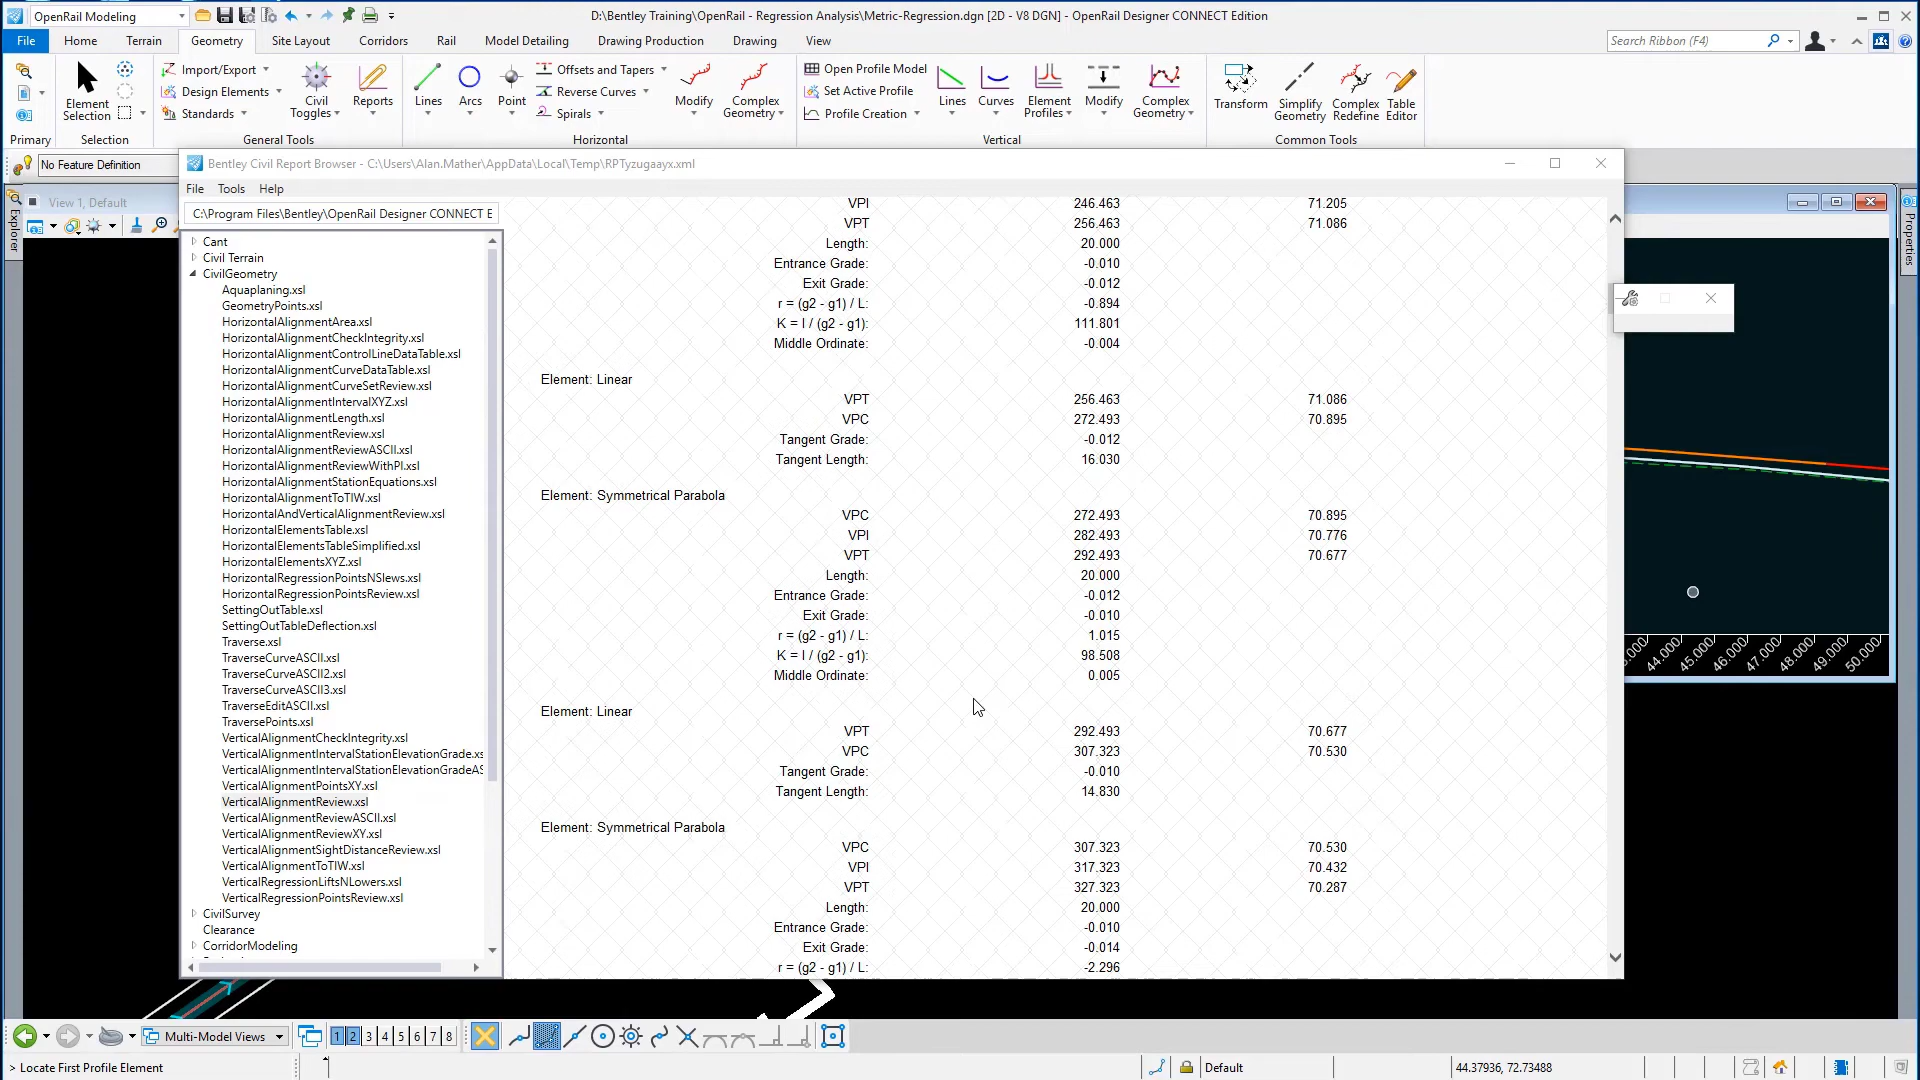 OpenRail Modeling
D:\Bentley Training\OpenRail - Regression Analysis\Metric-Regression.dgn [2D - V8 DGN] - OpenRail Designer CONNECT Edition
File Home Terrain Geometry Site Layout Corridors Rail Model Detailing Drawing Production Drawing View
Search Ribbon (F4)
Element Selection
Import/Export
Design Elements
Standards
Civil Toggles
Reports
Lines
Arcs
Point
Offsets and Tapers
Reverse Curves
Spirals
Modify
Complex Geometry
Open Profile Model
Set Active Profile
Profile Creation
Lines
Curves
Element Profiles
Modify
Complex Geometry
Transform
Simplify Geometry
Complex Redefine
Table Editor
Primary Selection General Tools Horizontal Vertical Common Tools
No Feature Definition
Bentley Civil Report Browser - C:\Users\Alan.Mather\AppData\Local\Temp\RPTyzugaayx.xml
File Tools Help
View 1, Default
Explorer
Properties
C:\Program Files\Bentley\OpenRail Designer CONNECT E
Cant
Civil Terrain
CivilGeometry
Aquaplaning.xsl
GeometryPoints.xsl
HorizontalAlignmentArea.xsl
HorizontalAlignmentCheckIntegrity.xsl
HorizontalAlignmentControlLineDataTable.xsl
HorizontalAlignmentCurveDataTable.xsl
HorizontalAlignmentCurveSetReview.xsl
HorizontalAlignmentIntervalXYZ.xsl
HorizontalAlignmentLength.xsl
HorizontalAlignmentReview.xsl
HorizontalAlignmentReviewASCII.xsl
HorizontalAlignmentReviewWithPI.xsl
HorizontalAlignmentStationEquations.xsl
HorizontalAlignmentToTIW.xsl
HorizontalAndVerticalAlignmentReview.xsl
HorizontalElementsTable.xsl
HorizontalElementsTableSimplified.xsl
HorizontalElementsXYZ.xsl
HorizontalRegressionPointsNSlews.xsl
HorizontalRegressionPointsReview.xsl
SettingOutTable.xsl
SettingOutTableDeflection.xsl
Traverse.xsl
TraverseCurveASCII.xsl
TraverseCurveASCII2.xsl
TraverseCurveASCII3.xsl
TraverseEditASCII.xsl
TraversePoints.xsl
VerticalAlignmentCheckIntegrity.xsl
VerticalAlignmentIntervalStationElevationGrade.xs
VerticalAlignmentIntervalStationElevationGradeAS
VerticalAlignmentPointsXY.xsl
VerticalAlignmentReview.xsl
VerticalAlignmentReviewASCII.xsl
VerticalAlignmentReviewXY.xsl
VerticalAlignmentSightDistanceReview.xsl
VerticalAlignmentToTIW.xsl
VerticalRegressionLiftsNLowers.xsl
VerticalRegressionPointsReview.xsl
CivilSurvey
Clearance
CorridorModeling
VPI 246.463 71.205
VPT 256.463 71.086
Length: 20.000
Entrance Grade: -0.010
Exit Grade: -0.012
r = (g2 - g1) / L: -0.894
K = l / (g2 - g1): 111.801
Middle Ordinate: -0.004
Element: Linear
VPT 256.463 71.086
VPC 272.493 70.895
Tangent Grade: -0.012
Tangent Length: 16.030
Element: Symmetrical Parabola
VPC 272.493 70.895
VPI 282.493 70.776
VPT 292.493 70.677
Length: 20.000
Entrance Grade: -0.012
Exit Grade: -0.010
r = (g2 - g1) / L: 1.015
K = l / (g2 - g1): 98.508
Middle Ordinate: 0.005
Element: Linear
VPT 292.493 70.677
VPC 307.323 70.530
Tangent Grade: -0.010
Tangent Length: 14.830
Element: Symmetrical Parabola
VPC 307.323 70.530
VPI 317.323 70.432
VPT 327.323 70.287
Length: 20.000
Entrance Grade: -0.010
Exit Grade: -0.014
r = (g2 - g1) / L: -2.296
44.000 45.000 46.000 47.000 48.000 49.000 50.000
Multi-Model Views 1 2 3 4 5 6 7 8
> Locate First Profile Element
Default
44.37936, 72.73488